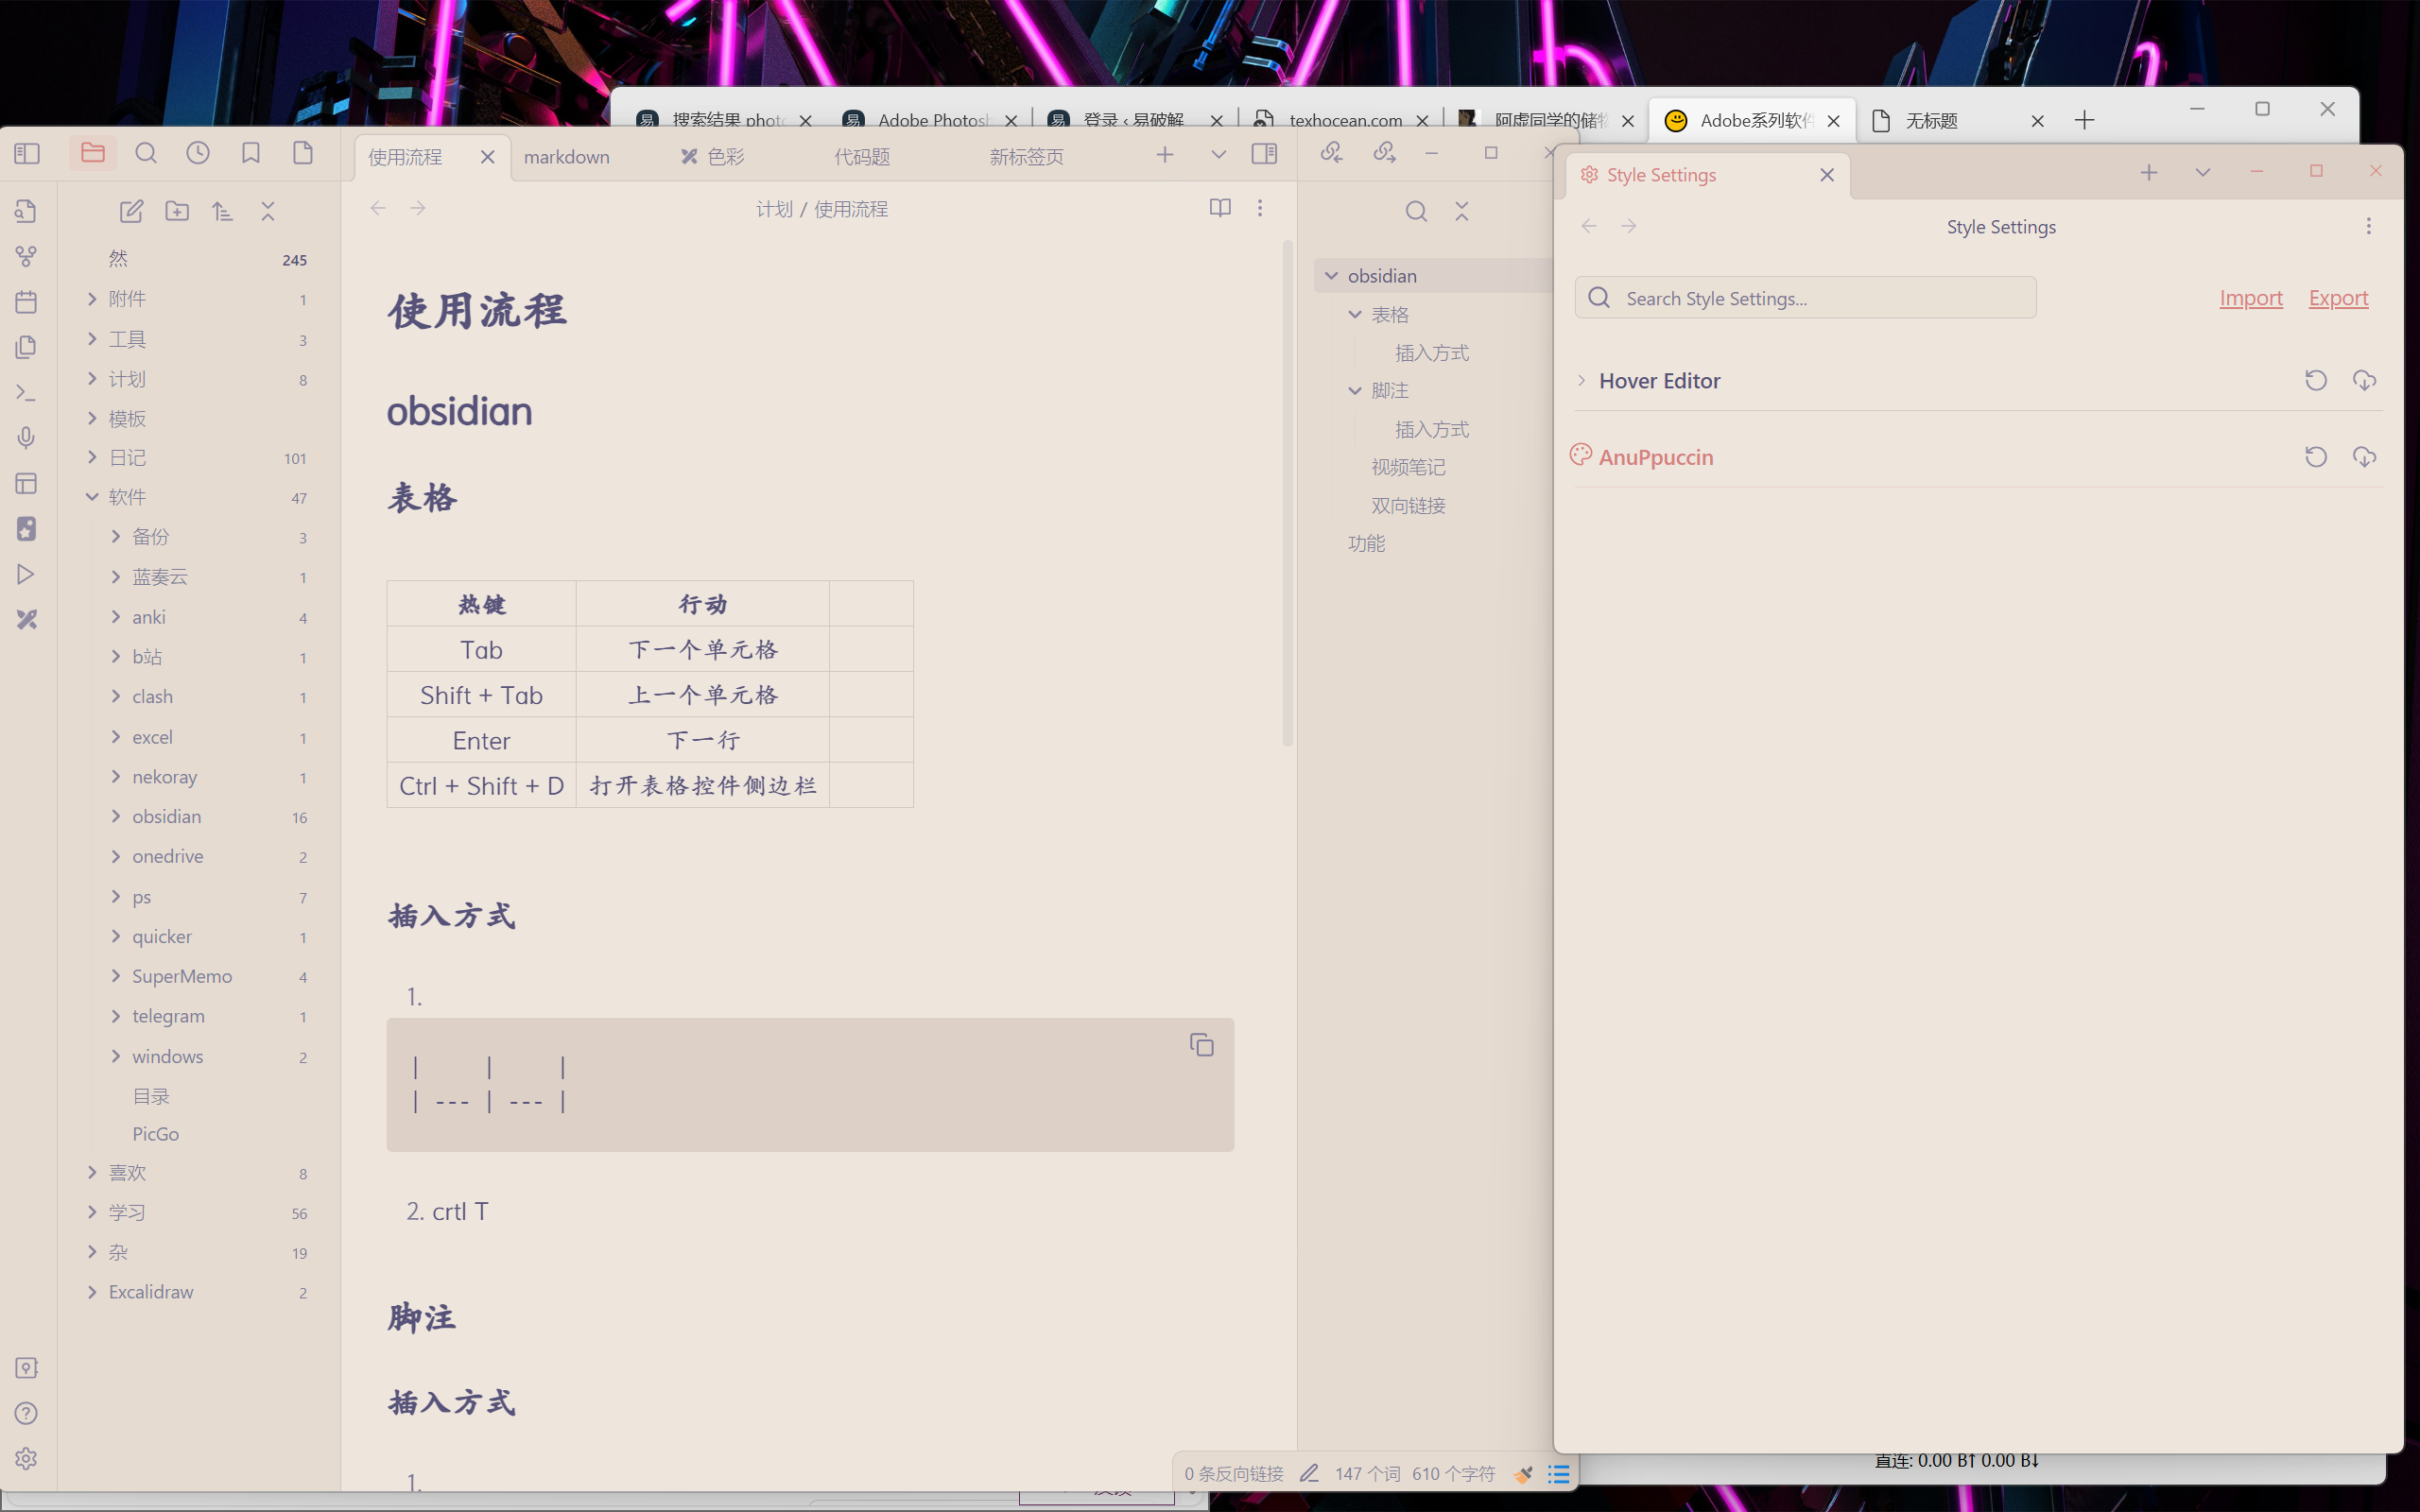 搜索结果 phot
Adobe Photosh
登录 ‹ 易破解
texhocean.com
阿虚同学的储物
Adobe系列软件
无标题
使用流程
markdown
色彩
代码题
新标签页
计划 / 使用流程
然 245
附件 1
工具 3
计划 8
模板
日记 101
软件 47
备份 3
蓝奏云 1
anki 4
b站 1
clash 1
excel 1
nekoray 1
obsidian 16
onedrive 2
ps 7
quicker 1
SuperMemo 4
telegram 1
windows 2
目录
PicGo
喜欢 8
学习 56
杂 19
Excalidraw 2
使用流程
obsidian
表格
热键 行动
Tab 下一个单元格
Shift + Tab 上一个单元格
Enter 下一行
Ctrl + Shift + D 打开表格控件侧边栏
插入方式
1.
| | |
| --- | --- |
2. crtl T
脚注
插入方式
1.
obsidian
表格
插入方式
脚注
插入方式
视频笔记
双向链接
功能
0 条反向链接 147 个词 610 个字符
Style Settings
Style Settings
Search Style Settings...
Import Export
Hover Editor
AnuPpuccin
直连: 0.00 B↑ 0.00 B↓